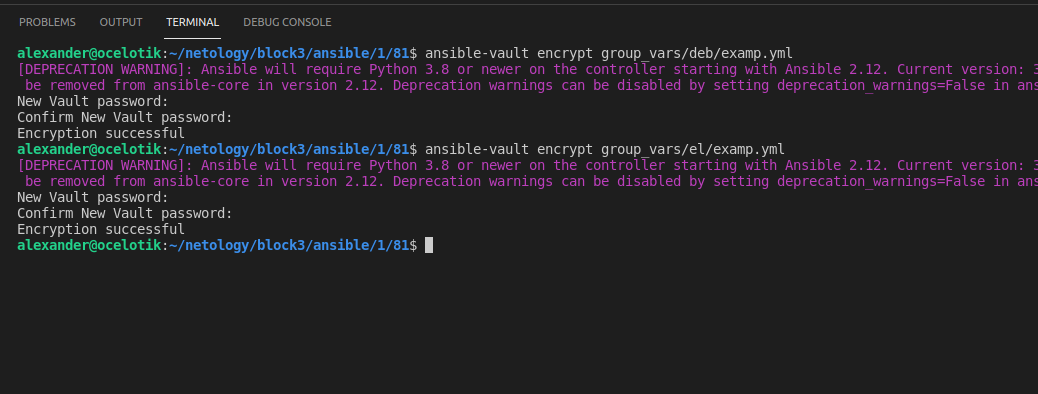 PROBLEMS OUTPUT TERMINAL DEBUG CONSOLE
alexander@ocelotik:~/netology/block3/ansible/1/81$ ansible-vault encrypt group_vars/deb/examp.yml
[DEPRECATION WARNING]: Ansible will require Python 3.8 or newer on the controller starting with Ansible 2.12. Current version: 3
be removed from ansible-core in version 2.12. Deprecation warnings can be disabled by setting deprecation_warnings=False in ans
New Vault password:
Confirm New Vault password:
Encryption successful
alexander@ocelotik:~/netology/block3/ansible/1/81$ ansible-vault encrypt group_vars/el/examp.yml
[DEPRECATION WARNING]: Ansible will require Python 3.8 or newer on the controller starting with Ansible 2.12. Current version: 3
be removed from ansible-core in version 2.12. Deprecation warnings can be disabled by setting deprecation_warnings=False in ans
New Vault password:
Confirm New Vault password:
Encryption successful
alexander@ocelotik:~/netology/block3/ansible/1/81$